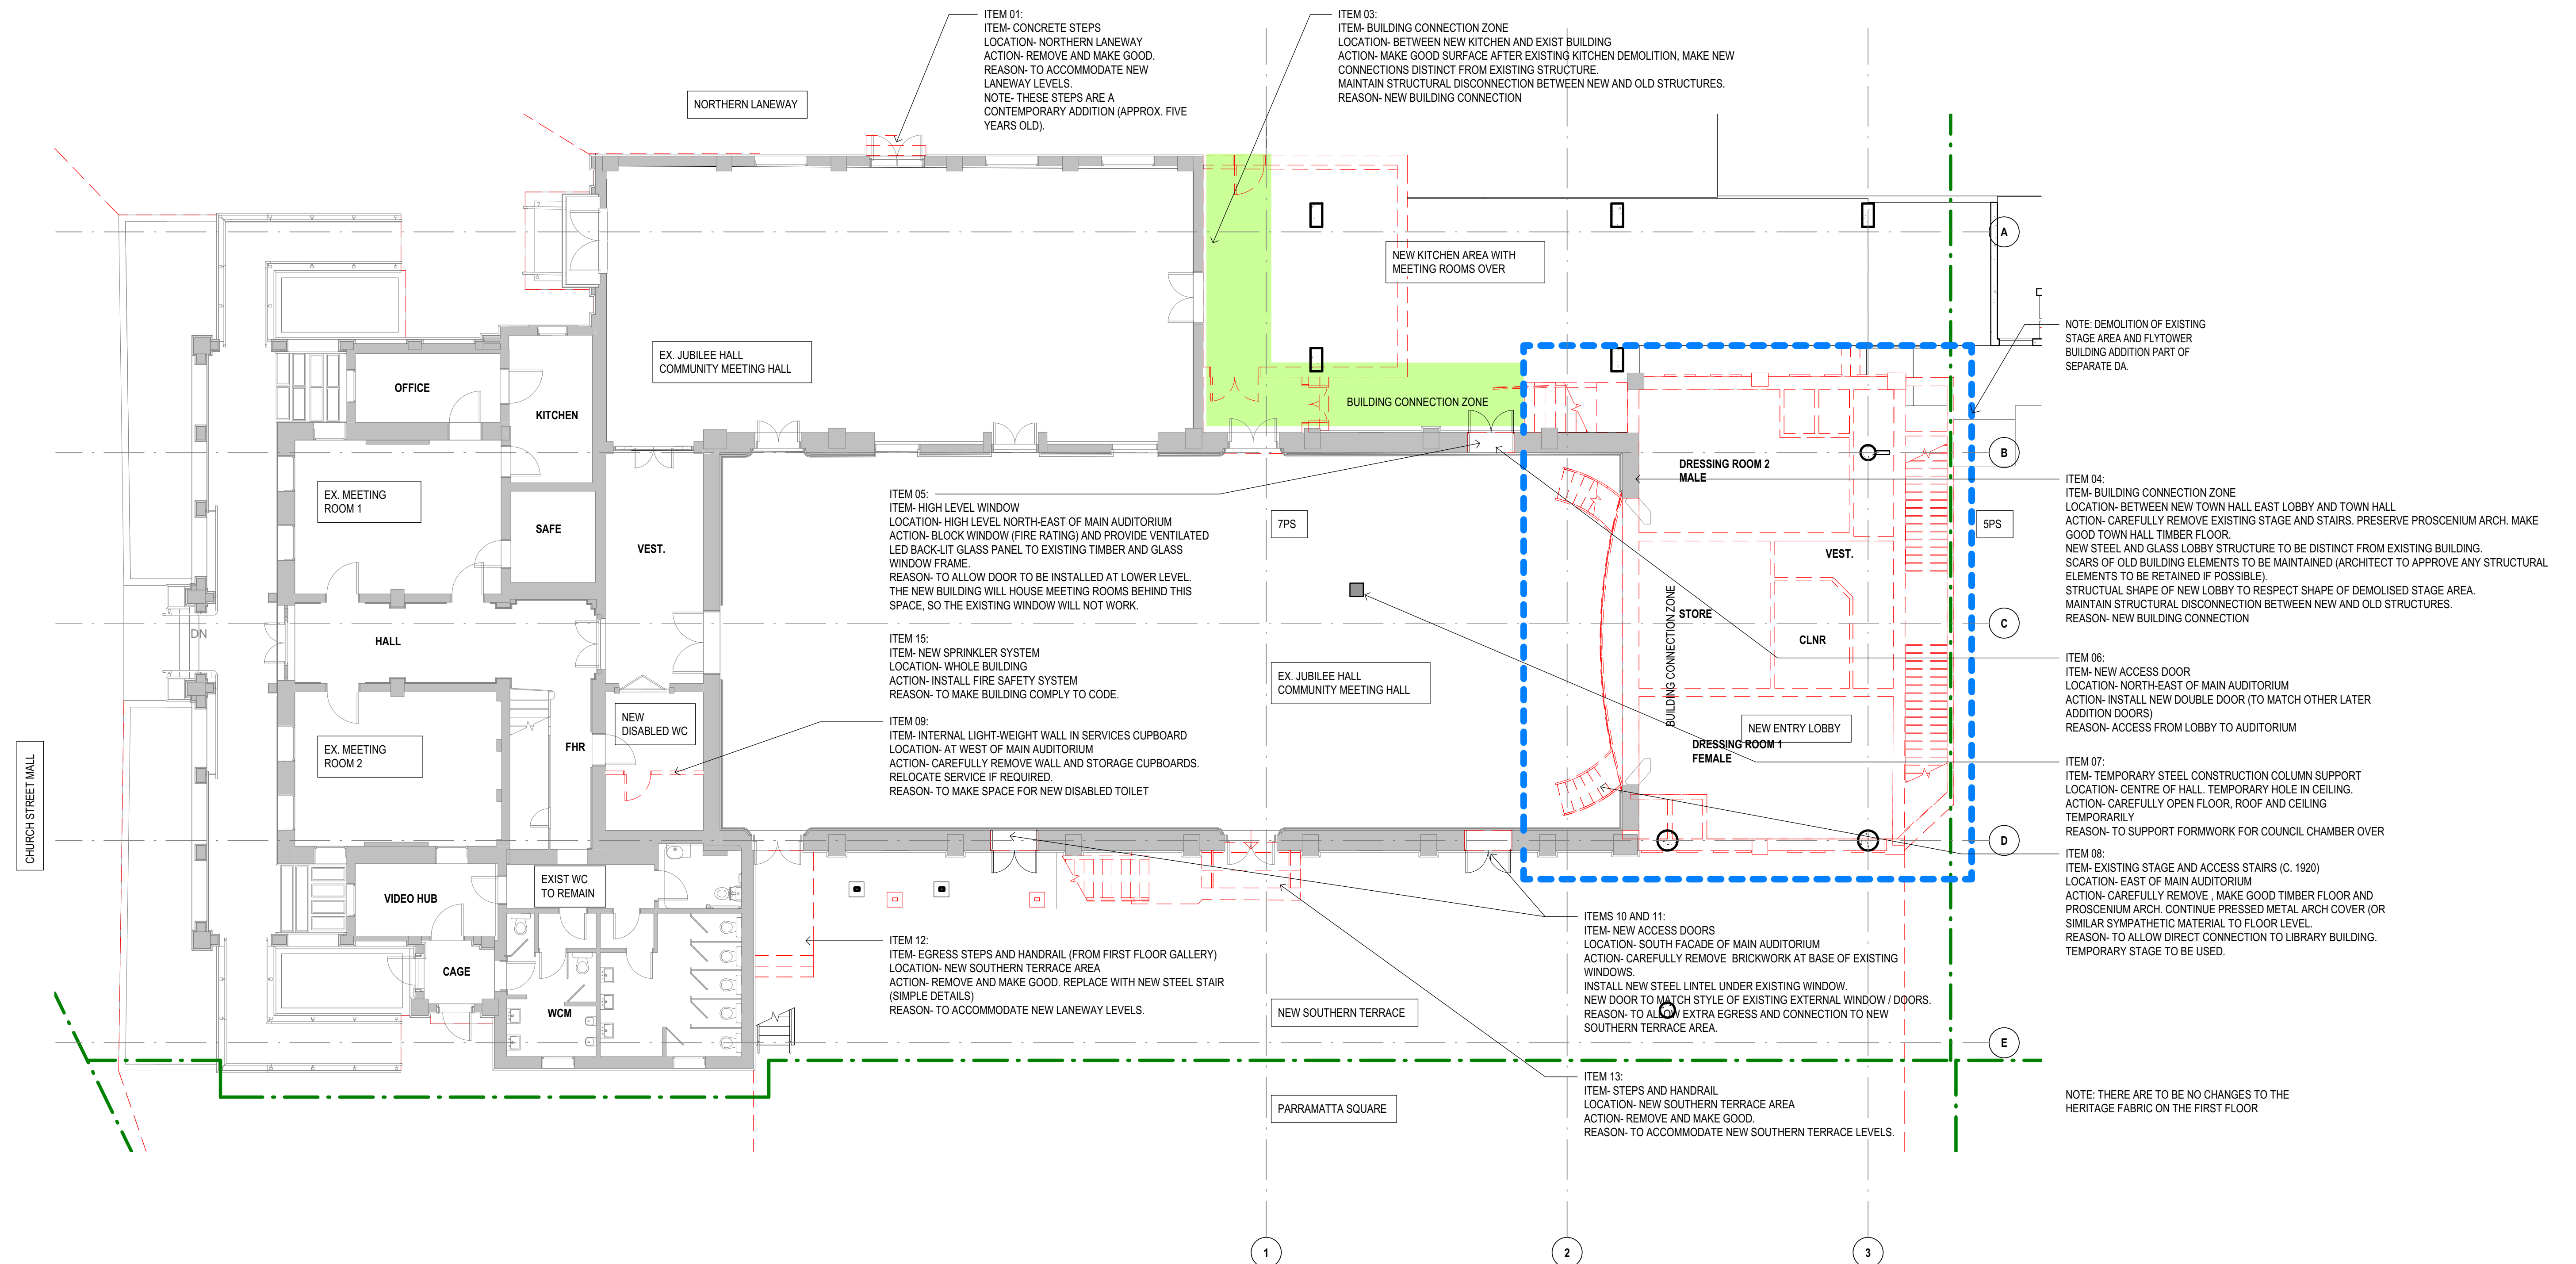 ITEM 01:
ITEM- CONCRETE STEPS
LOCATION- NORTHERN LANEWAY
ACTION- REMOVE AND MAKE GOOD.
REASON- TO ACCOMMODATE NEW
LANEWAY LEVELS.
NOTE- THESE STEPS ARE A
CONTEMPORARY ADDITION (APPROX. FIVE
YEARS OLD).
ITEM 03:
ITEM- BUILDING CONNECTION ZONE
LOCATION- BETWEEN NEW KITCHEN AND EXIST BUILDING
ACTION- MAKE GOOD SURFACE AFTER EXISTING KITCHEN DEMOLITION, MAKE NEW
CONNECTIONS DISTINCT FROM EXISTING STRUCTURE.
MAINTAIN STRUCTURAL DISCONNECTION BETWEEN NEW AND OLD STRUCTURES.
REASON- NEW BUILDING CONNECTION
NORTHERN LANEWAY
A
NEW KITCHEN AREA WITH
MEETING ROOMS OVER
NOTE: DEMOLITION OF EXISTING
STAGE AREA AND FLYTOWER
BUILDING ADDITION PART OF
SEPARATE DA.
EX. JUBILEE HALL
COMMUNITY MEETING HALL
OFFICE
KITCHEN
BUILDING CONNECTION ZONE
B
DRESSING ROOM 2
MALE
EX. MEETING
ROOM 1
SAFE
VEST.
ITEM 05:
ITEM- HIGH LEVEL WINDOW
LOCATION- HIGH LEVEL NORTH-EAST OF MAIN AUDITORIUM
ACTION- BLOCK WINDOW (FIRE RATING) AND PROVIDE VENTILATED
LED BACK-LIT GLASS PANEL TO EXISTING TIMBER AND GLASS
WINDOW FRAME.
REASON- TO ALLOW DOOR TO BE INSTALLED AT LOWER LEVEL.
THE NEW BUILDING WILL HOUSE MEETING ROOMS BEHIND THIS
SPACE, SO THE EXISTING WINDOW WILL NOT WORK.
7PS
5PS
ITEM 04:
ITEM- BUILDING CONNECTION ZONE
LOCATION- BETWEEN NEW TOWN HALL EAST LOBBY AND TOWN HALL
ACTION- CAREFULLY REMOVE EXISTING STAGE AND STAIRS. PRESERVE PROSCENIUM ARCH. MAKE
GOOD TOWN HALL TIMBER FLOOR.
NEW STEEL AND GLASS LOBBY STRUCTURE TO BE DISTINCT FROM EXISTING BUILDING.
SCARS OF OLD BUILDING ELEMENTS TO BE MAINTAINED (ARCHITECT TO APPROVE ANY STRUCTURAL
ELEMENTS TO BE RETAINED IF POSSIBLE).
STRUCTUAL SHAPE OF NEW LOBBY TO RESPECT SHAPE OF DEMOLISED STAGE AREA.
MAINTAIN STRUCTURAL DISCONNECTION BETWEEN NEW AND OLD STRUCTURES.
REASON- NEW BUILDING CONNECTION
VEST.
STORE
CLNR
BUILDING CONNECTION ZONE
C
DN
HALL
ITEM 15:
ITEM- NEW SPRINKLER SYSTEM
LOCATION- WHOLE BUILDING
ACTION- INSTALL FIRE SAFETY SYSTEM
REASON- TO MAKE BUILDING COMPLY TO CODE.
EX. JUBILEE HALL
COMMUNITY MEETING HALL
ITEM 06:
ITEM- NEW ACCESS DOOR
LOCATION- NORTH-EAST OF MAIN AUDITORIUM
ACTION- INSTALL NEW DOUBLE DOOR (TO MATCH OTHER LATER
ADDITION DOORS)
REASON- ACCESS FROM LOBBY TO AUDITORIUM
NEW
DISABLED WC
ITEM 09:
ITEM- INTERNAL LIGHT-WEIGHT WALL IN SERVICES CUPBOARD
LOCATION- AT WEST OF MAIN AUDITORIUM
ACTION- CAREFULLY REMOVE WALL AND STORAGE CUPBOARDS.
RELOCATE SERVICE IF REQUIRED.
REASON- TO MAKE SPACE FOR NEW DISABLED TOILET
NEW ENTRY LOBBY
DRESSING ROOM 1
FEMALE
EX. MEETING
ROOM 2
FHR
CHURCH STREET MALL
ITEM 07:
ITEM- TEMPORARY STEEL CONSTRUCTION COLUMN SUPPORT
LOCATION- CENTRE OF HALL. TEMPORARY HOLE IN CEILING.
ACTION- CAREFULLY OPEN FLOOR, ROOF AND CEILING
TEMPORARILY
REASON- TO SUPPORT FORMWORK FOR COUNCIL CHAMBER OVER
D
ITEM 08:
ITEM- EXISTING STAGE AND ACCESS STAIRS (C. 1920)
LOCATION- EAST OF MAIN AUDITORIUM
ACTION- CAREFULLY REMOVE , MAKE GOOD TIMBER FLOOR AND
PROSCENIUM ARCH. CONTINUE PRESSED METAL ARCH COVER (OR
SIMILAR SYMPATHETIC MATERIAL TO FLOOR LEVEL.
REASON- TO ALLOW DIRECT CONNECTION TO LIBRARY BUILDING.
TEMPORARY STAGE TO BE USED.
VIDEO HUB
EXIST WC
TO REMAIN
CAGE
WCM
ITEM 12:
ITEM- EGRESS STEPS AND HANDRAIL (FROM FIRST FLOOR GALLERY)
LOCATION- NEW SOUTHERN TERRACE AREA
ACTION- REMOVE AND MAKE GOOD. REPLACE WITH NEW STEEL STAIR
(SIMPLE DETAILS)
REASON- TO ACCOMMODATE NEW LANEWAY LEVELS.
ITEMS 10 AND 11:
ITEM- NEW ACCESS DOORS
LOCATION- SOUTH FACADE OF MAIN AUDITORIUM
ACTION- CAREFULLY REMOVE BRICKWORK AT BASE OF EXISTING
WINDOWS.
INSTALL NEW STEEL LINTEL UNDER EXISTING WINDOW.
NEW DOOR TO MATCH STYLE OF EXISTING EXTERNAL WINDOW / DOORS.
REASON- TO ALLOW EXTRA EGRESS AND CONNECTION TO NEW
SOUTHERN TERRACE AREA.
NEW SOUTHERN TERRACE
E
ITEM 13:
ITEM- STEPS AND HANDRAIL
LOCATION- NEW SOUTHERN TERRACE AREA
ACTION- REMOVE AND MAKE GOOD.
REASON- TO ACCOMMODATE NEW SOUTHERN TERRACE LEVELS.
PARRAMATTA SQUARE
NOTE: THERE ARE TO BE NO CHANGES TO THE
HERITAGE FABRIC ON THE FIRST FLOOR
1
2
3